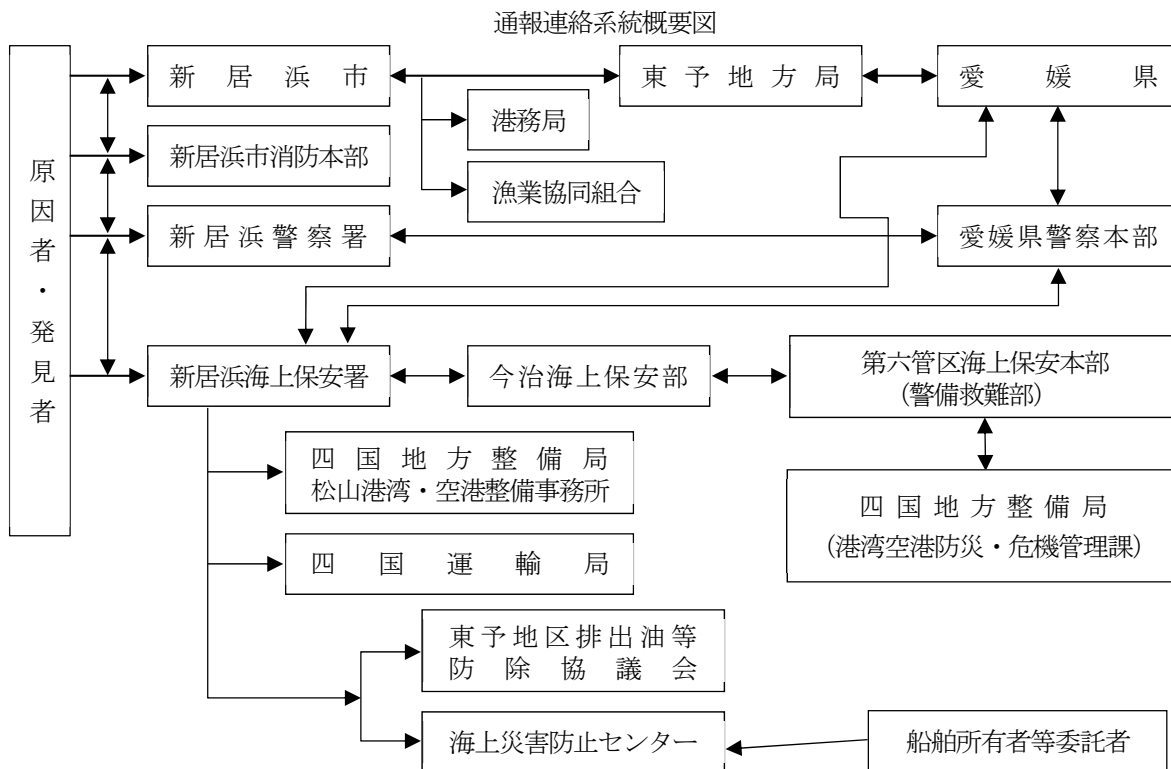 通報連絡系統概要図
原因者・発見者
新居浜市
東予地方局
愛媛県
港務局
新居浜市消防本部
漁業協同組合
新居浜警察署
愛媛県警察本部
新居浜海上保安署
今治海上保安部
第六管区海上保安本部
(警備救難部)
四国地方整備局
松山港湾・空港整備事務所
四国地方整備局
(港湾空港防災・危機管理課)
四国運輸局
東予地区排出油等
防除協議会
海上災害防止センター
船舶所有者等委託者